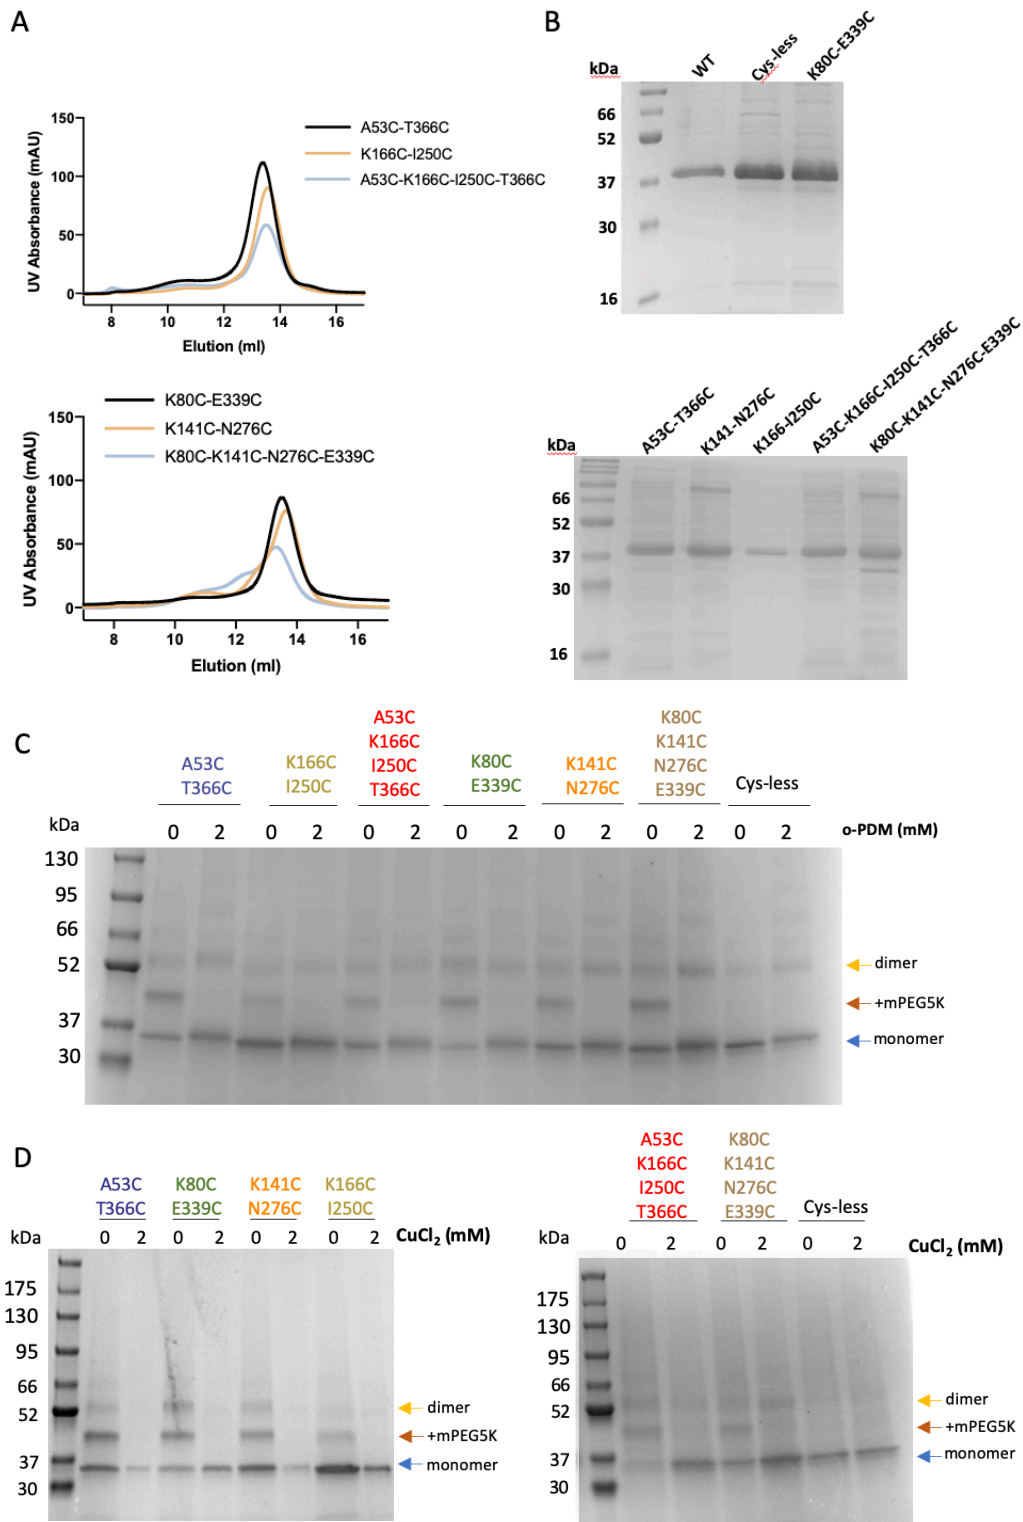 A
150
100
50
0
UV Absorbance (mAU)
A53C-T366C
K166C-I250C
A53C-K166C-I250C-T366C
8 10 12 14 16
Elution (ml)
K80C-E339C
K141C-N276C
K80C-K141C-N276C-E339C
150
100
50
0
UV Absorbance (mAU)
8 10 12 14 16
Elution (ml)
B
kDa
WT
Cys-less
K80C-E339C
66
52
37
30
16
kDa
A53C-T366C
K141-N276C
K166-I250C
A53C-K166C-I250C-T366C
K80C-K141C-N276C-E339C
66
52
37
30
16
C
A53C
T366C
K166C
I250C
A53C
K166C
I250C
T366C
K80C
E339C
K141C
N276C
K80C
K141C
N276C
E339C
Cys-less
kDa
0 2 0 2 0 2 0 2 0 2 0 2 0 2
o-PDM (mM)
130
95
66
52
37
30
dimer
+mPEG5K
monomer
D
A53C
T366C
K80C
E339C
K141C
N276C
K166C
I250C
kDa
0 2 0 2 0 2 0 2
CuCl₂ (mM)
175
130
95
66
52
37
30
dimer
+mPEG5K
monomer
A53C
K166C
I250C
T366C
K80C
K141C
N276C
E339C
Cys-less
kDa
0 2 0 2 0 2
CuCl₂ (mM)
175
130
95
66
52
37
30
dimer
+mPEG5K
monomer